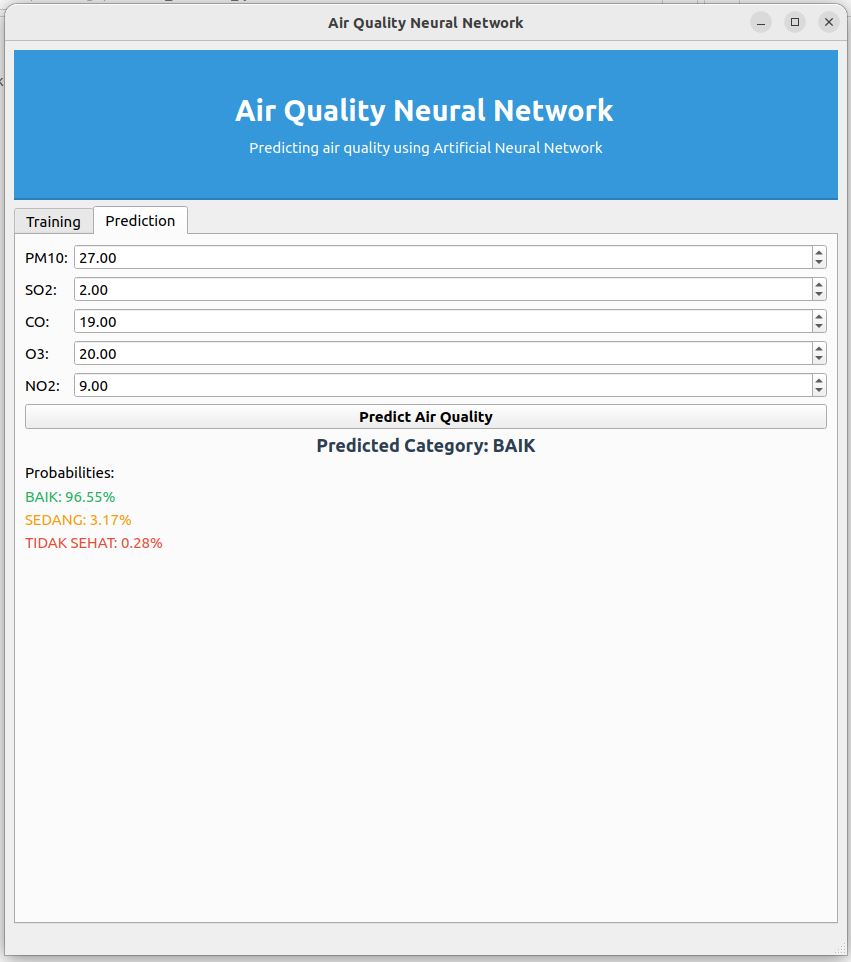 Air Quality Neural Network
Air Quality Neural Network
Predicting air quality using Artificial Neural Network
Training Prediction
PM10: 27.00
SO2: 2.00
CO: 19.00
O3: 20.00
NO2: 9.00
Predict Air Quality
Predicted Category: BAIK
Probabilities:
BAIK: 96.55%
SEDANG: 3.17%
TIDAK SEHAT: 0.28%